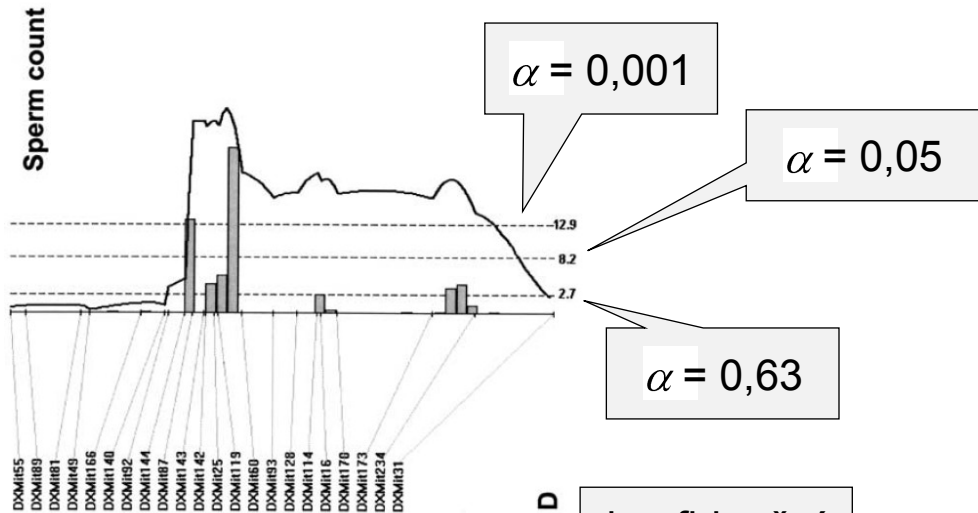 Sperm count
α = 0,001
α = 0,05
12.9
8.2
2.7
α = 0,63
DXMit55
DXMit89
DXMit81
DXMit49
DXMit166
DXMit140
DXMit92
DXMit144
DXMit87
DXMit143
DXMit142
DXMit25
DXMit119
DXMit60
DXMit93
DXMit128
DXMit114
DXMit16
DXMit170
DXMit173
DXMit234
DXMit31
D